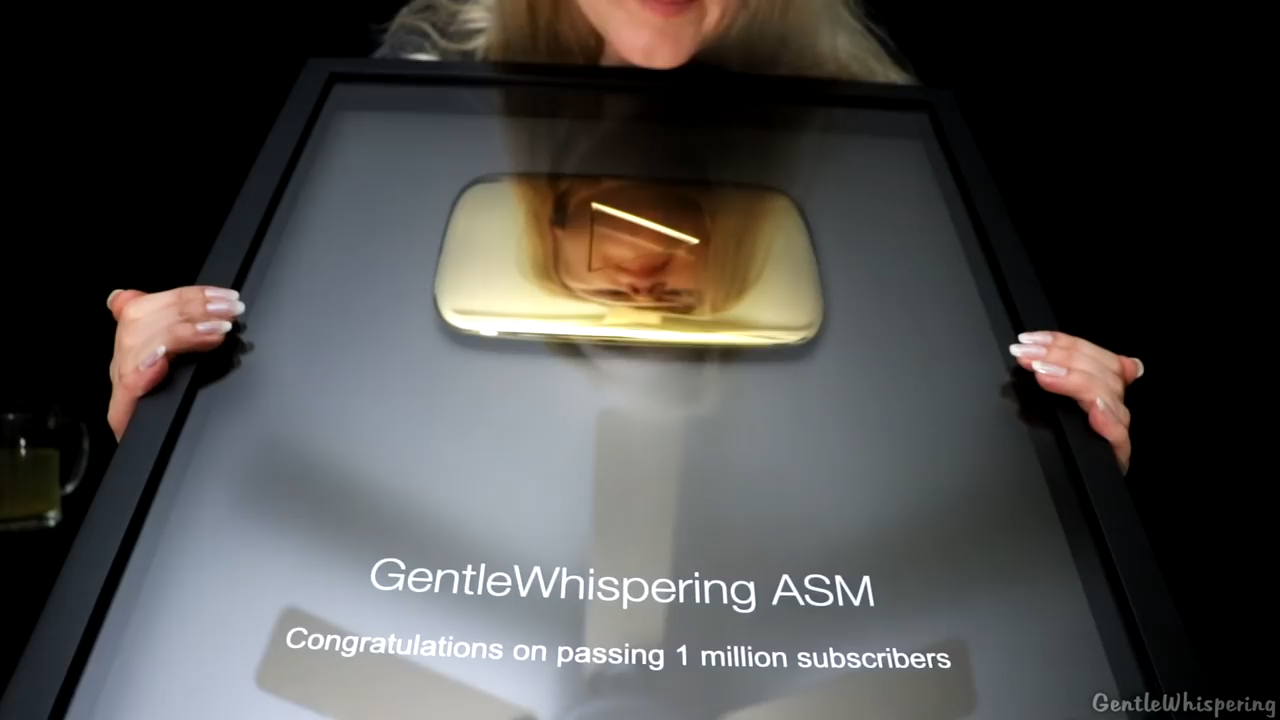 GentleWhispering ASM
Congratulations on passing 1 million subscribers
GentleWhispering